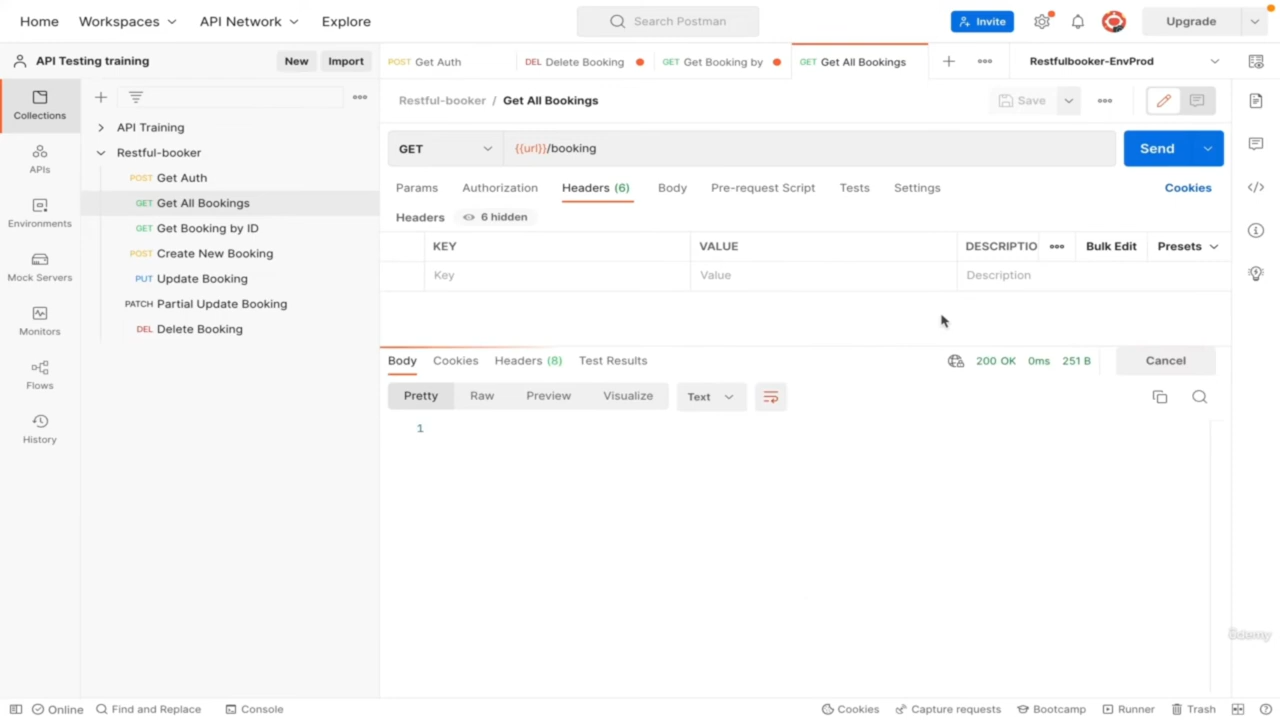 Home Workspaces API Network Explore Search Postman Invite Upgrade
API Testing training New Import POST Get Auth DEL Delete Booking GET Get Booking by GET Get All Bookings Restfulbooker-EnvProd
Collections
APIs
Environments
Mock Servers
Monitors
Flows
History
API Training
Restful-booker
POST Get Auth
GET Get All Bookings
GET Get Booking by ID
POST Create New Booking
PUT Update Booking
PATCH Partial Update Booking
DEL Delete Booking
Restful-booker / Get All Bookings Save
GET {{url}}/booking Send
Params Authorization Headers (6) Body Pre-request Script Tests Settings Cookies
Headers 6 hidden
KEY VALUE DESCRIPTIO Bulk Edit Presets
Key Value Description
Body Cookies Headers (8) Test Results 200 OK 0ms 251 B Cancel
Pretty Raw Preview Visualize Text
1
ûdemy
Online Find and Replace Console Cookies Capture requests Bootcamp Runner Trash